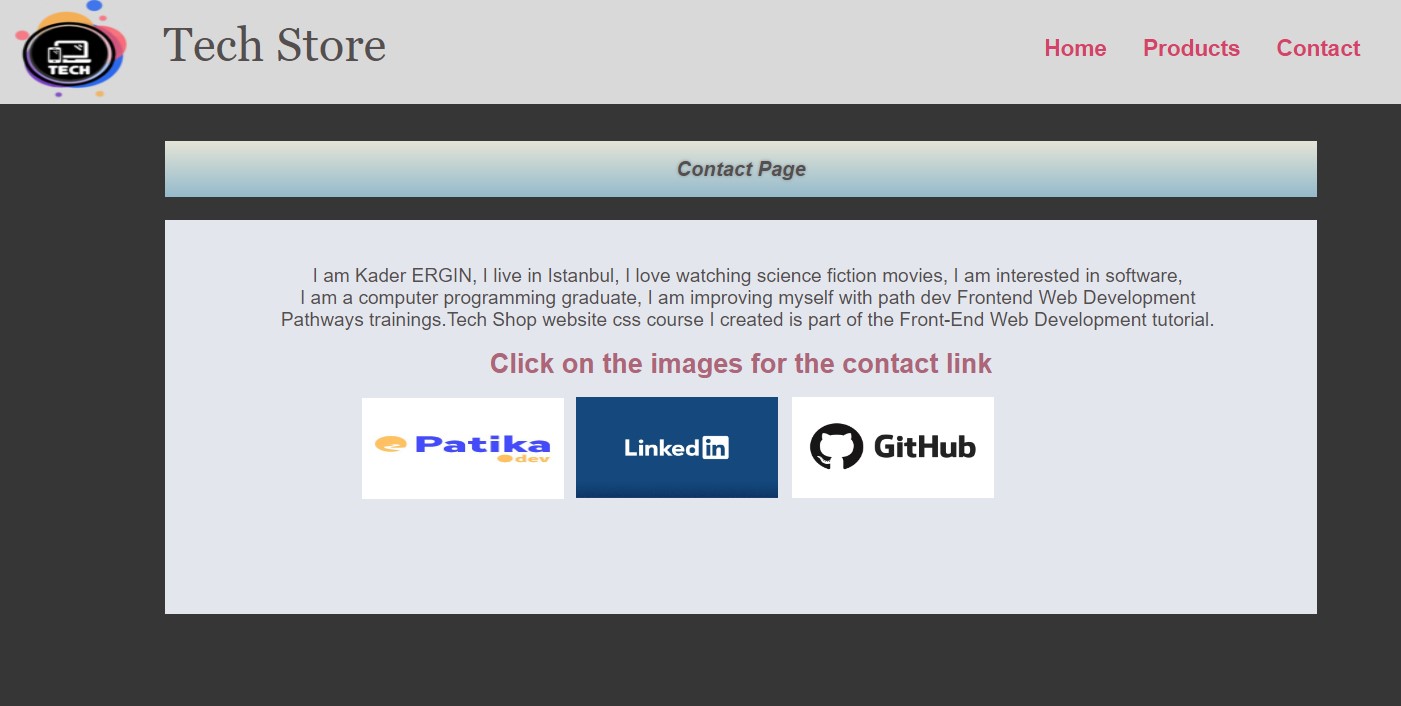 TECH
Tech Store
Home Products Contact
Contact Page
I am Kader ERGIN, I live in Istanbul, I love watching science fiction movies, I am interested in software,
I am a computer programming graduate, I am improving myself with path dev Frontend Web Development
Pathways trainings.Tech Shop website css course I created is part of the Front-End Web Development tutorial.
Click on the images for the contact link
Patika
dev
Linked in
GitHub